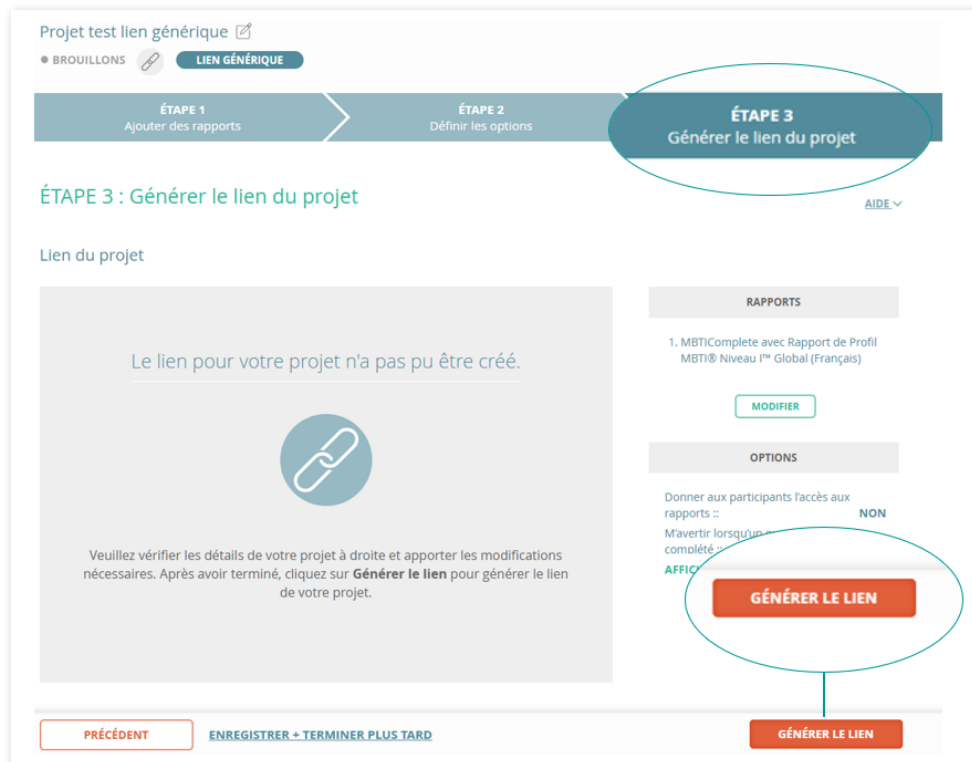 Projet test lien générique
BROUILLONS
LIEN GÉNÉRIQUE
ÉTAPE 1
Ajouter des rapports
ÉTAPE 2
Définir les options
ÉTAPE 3
Générer le lien du projet
ÉTAPE 3 : Générer le lien du projet
AIDE
Lien du projet
Le lien pour votre projet n'a pas pu être créé.
Veuillez vérifier les détails de votre projet à droite et apporter les modifications
nécessaires. Après avoir terminé, cliquez sur Générer le lien pour générer le lien
de votre projet.
RAPPORTS
1. MBTIComplete avec Rapport de Profil
MBTI® Niveau I™ Global (Français)
MODIFIER
OPTIONS
Donner aux participants l'accès aux
rapports :: NON
M'avertir lorsqu'un
complété ::
GÉNÉRER LE LIEN
PRÉCÉDENT
ENREGISTRER + TERMINER PLUS TARD
GÉNÉRER LE LIEN